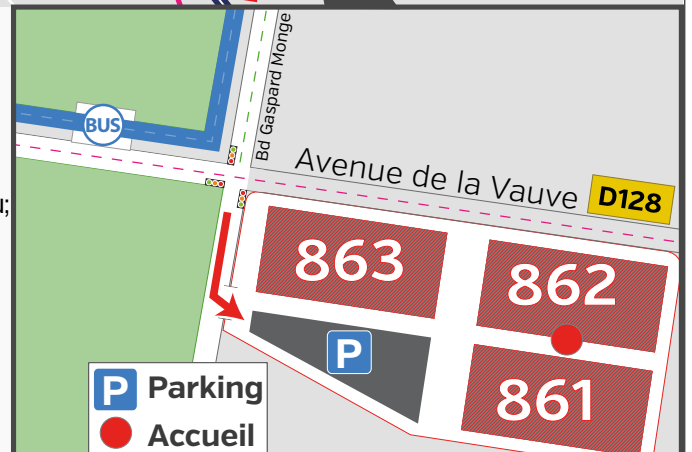 BUS
Bd Gaspard Monge
Avenue de la Vauve
D128
863
862
P
861
P Parking
Accueil